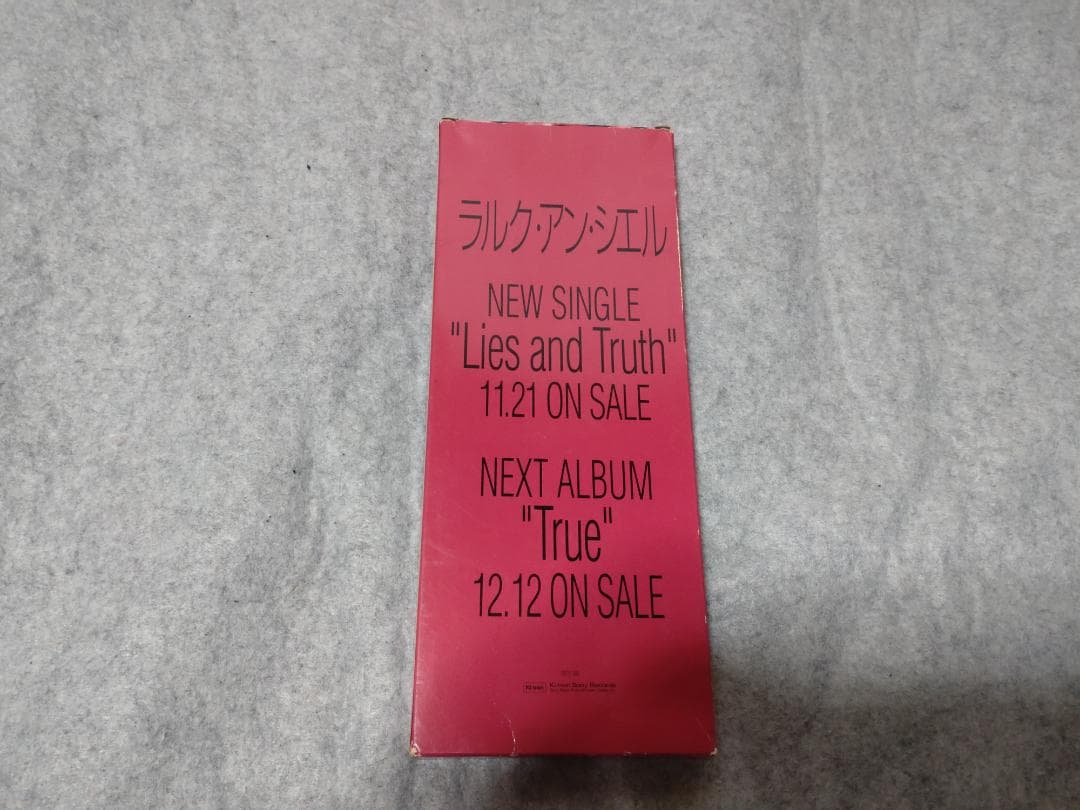 ラルク・アン・シエル
NEW SINGLE
"Lies and Truth"
11.21 ON SALE
NEXT ALBUM
"True"
12.12 ON SALE
Ki/oon Sony Records